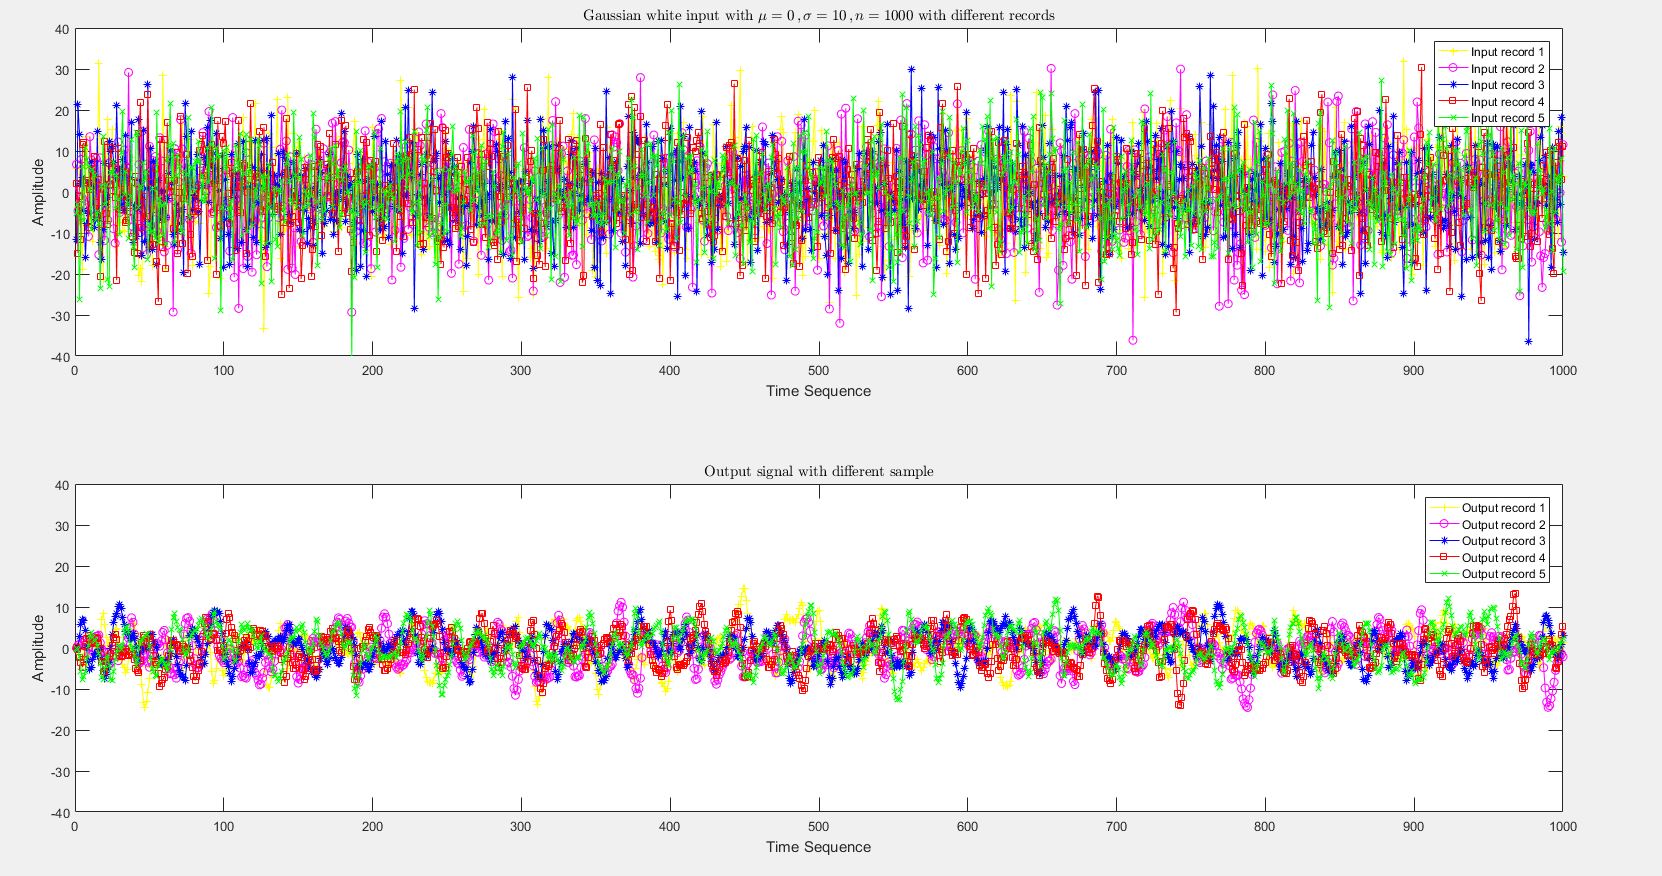 Gaussian white input with μ = 0 , σ = 10 , n = 1000 with different records
40
30
20
10
0
-10
-20
-30
-40
Amplitude
Input record 1
Input record 2
Input record 3
Input record 4
Input record 5
0 100 200 300 400 500 600 700 800 900 1000
Time Sequence
Output signal with different sample
40
30
20
10
0
-10
-20
-30
-40
Amplitude
Output record 1
Output record 2
Output record 3
Output record 4
Output record 5
0 100 200 300 400 500 600 700 800 900 1000
Time Sequence